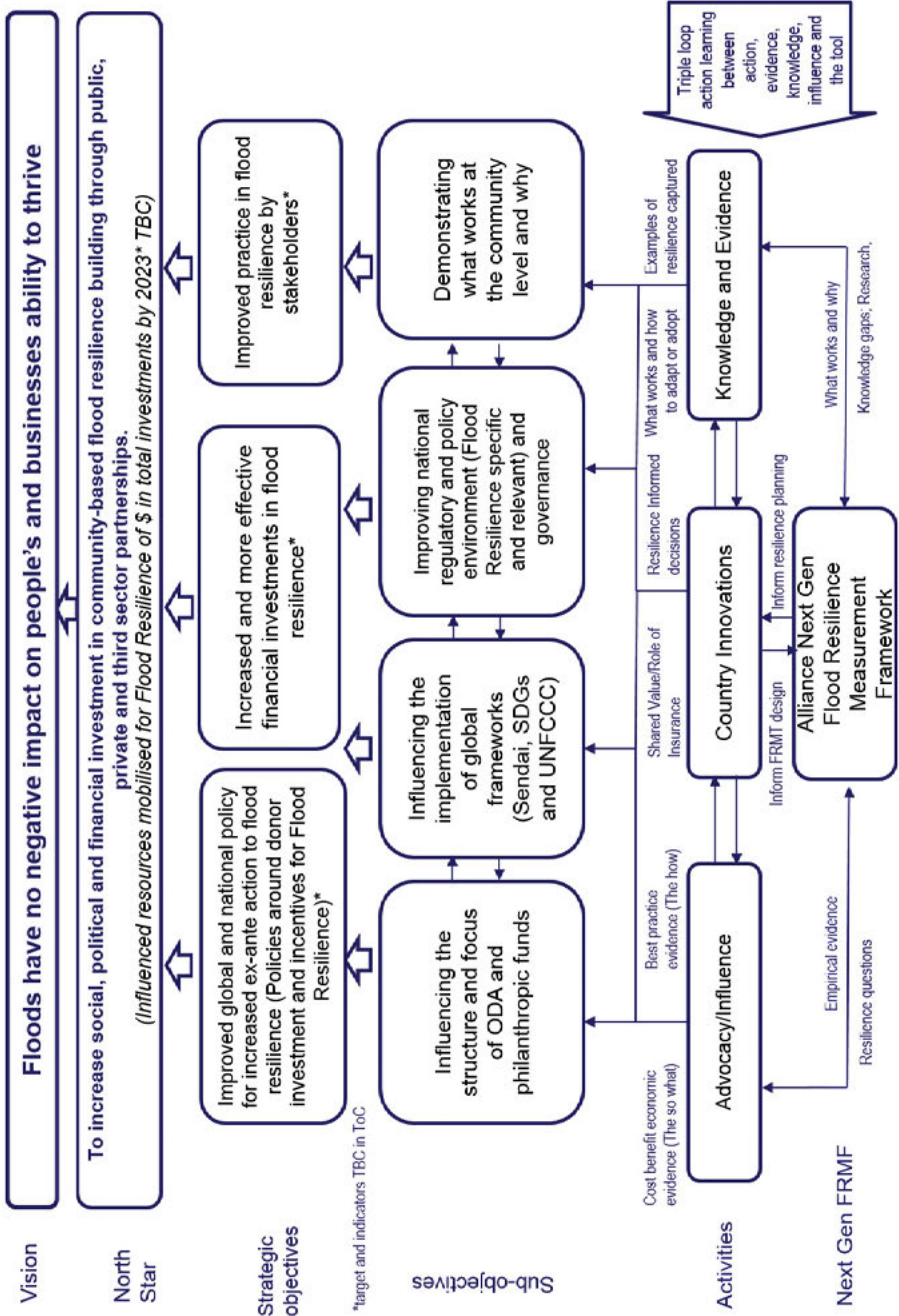 Vision
Floods have no negative impact on people's and businesses ability to thrive
North
Star
To increase social, political and financial investment in community-based flood resilience building through public,
private and third sector partnerships.
(Influenced resources mobilised for Flood Resilience of $ in total investments by 2023* TBC)
Strategic
objectives
Improved global and national policy
for increased ex-ante action to flood
resilience (Policies around donor
investment and incentives for Flood
Resilience)*
Increased and more effective
financial investments in flood
resilience*
Improved practice in flood
resilience by
stakeholders*
*target and indicators TBC in ToC
Sub-objectives
Influencing the
structure and focus
of ODA and
philanthropic funds
Influencing the
implementation
of global
frameworks
(Sendai, SDGs
and UNFCCC)
Improving national
regulatory and policy
environment (Flood
Resilience specific
and relevant) and
governance
Demonstrating
what works at
the community
level and why
Cost benefit economic
evidence (The so what)
Best practice
evidence (The how)
Shared Value/Role of
Insurance
Resilience Informed
decisions
What works and how
to adapt or adopt
Examples of
resilience captured
Activities
Advocacy/Influence
Country Innovations
Knowledge and Evidence
Triple loop
action learning
between
action,
evidence,
knowledge,
influence and
the tool
Inform FRMT design
Inform resilience planning
Next Gen FRMF
Empirical evidence
Resilience questions
Alliance Next Gen
Flood Resilience
Measurement
Framework
What works and why
Knowledge gaps; Research,